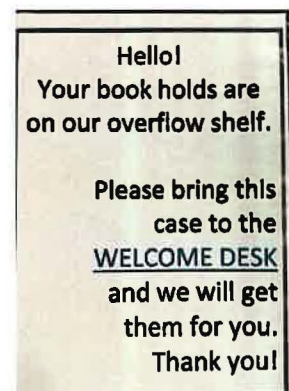 Hello!
Your book holds are
on our overflow shelf.
Please bring this
case to the
WELCOME DESK
and we will get
them for you.
Thank you!